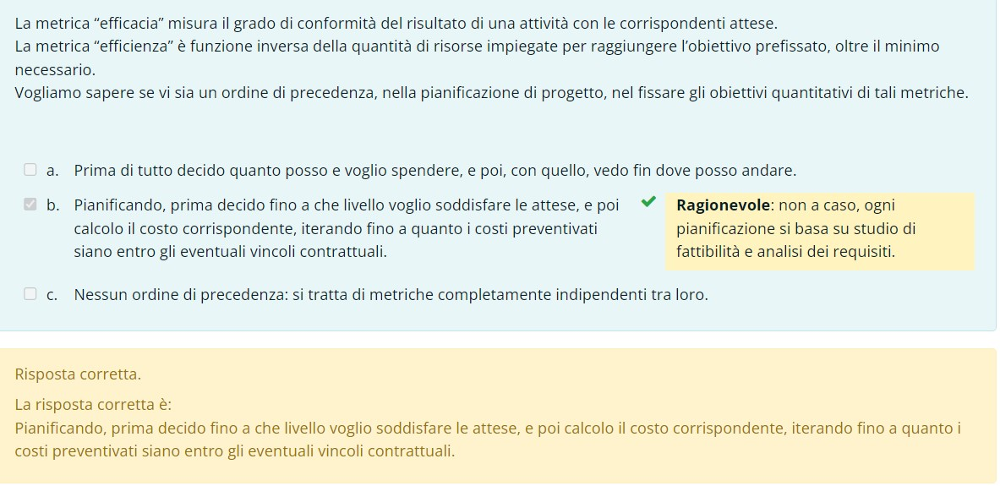 La metrica “efficacia” misura il grado di conformità del risultato di una attività con le corrispondenti attese.
La metrica “efficienza” è funzione inversa della quantità di risorse impiegate per raggiungere l’obiettivo prefissato, oltre il minimo
necessario.
Vogliamo sapere se vi sia un ordine di precedenza, nella pianificazione di progetto, nel fissare gli obiettivi quantitativi di tali metriche.
a. Prima di tutto decido quanto posso e voglio spendere, e poi, con quello, vedo fin dove posso andare.
b. Pianificando, prima decido fino a che livello voglio soddisfare le attese, e poi
calcolo il costo corrispondente, iterando fino a quanto i costi preventivati
siano entro gli eventuali vincoli contrattuali.
Ragionevole: non a caso, ogni
pianificazione si basa su studio di
fattibilità e analisi dei requisiti.
c. Nessun ordine di precedenza: si tratta di metriche completamente indipendenti tra loro.
Risposta corretta.
La risposta corretta è:
Pianificando, prima decido fino a che livello voglio soddisfare le attese, e poi calcolo il costo corrispondente, iterando fino a quanto i
costi preventivati siano entro gli eventuali vincoli contrattuali.